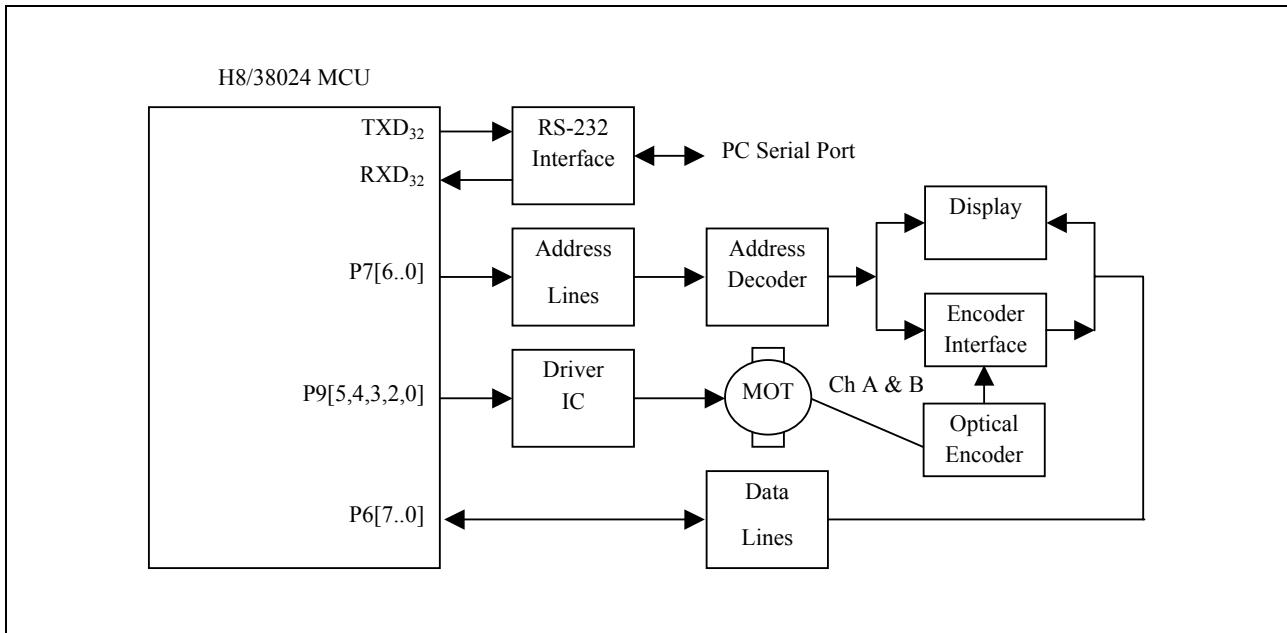 H8/38024 MCU
TXD32
RXD32
RS-232
Interface
PC Serial Port
P7[6..0]
Address
Lines
Address
Decoder
Display
Encoder
Interface
P9[5,4,3,2,0]
Driver
IC
MOT
Ch A & B
Optical
Encoder
P6[7..0]
Data
Lines